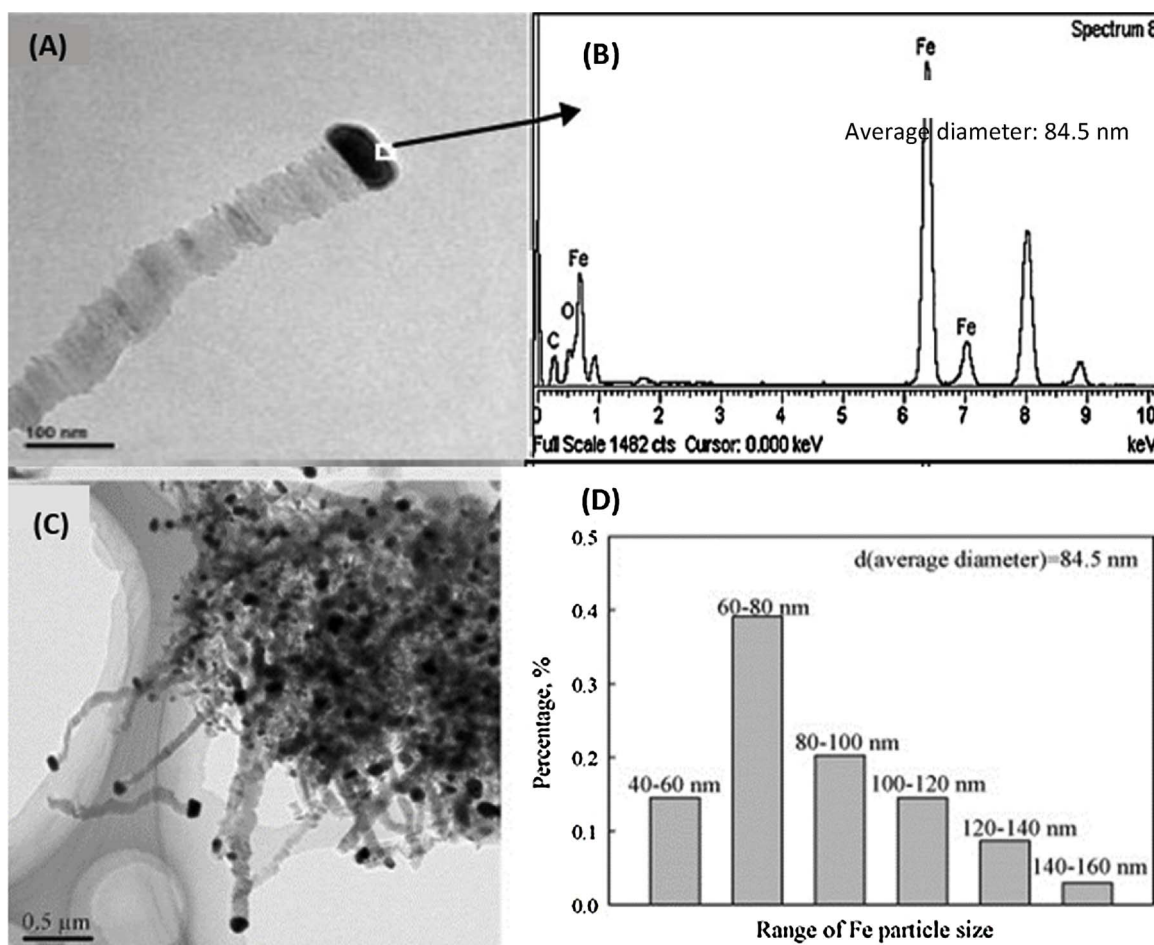 (A)
100 nm
(B)
Spectrum 8
Fe
Average diameter: 84.5 nm
Fe
O
C
Fe
0 1 2 3 4 5 6 7 8 9 10
Full Scale 1482 cts Cursor: 0.000 keV
keV
(C)
0.5 µm
(D)
d(average diameter)=84.5 nm
0.5
0.4
0.3
0.2
0.1
0.0
Percentage, %
40-60 nm
60-80 nm
80-100 nm
100-120 nm
120-140 nm
140-160 nm
Range of Fe particle size